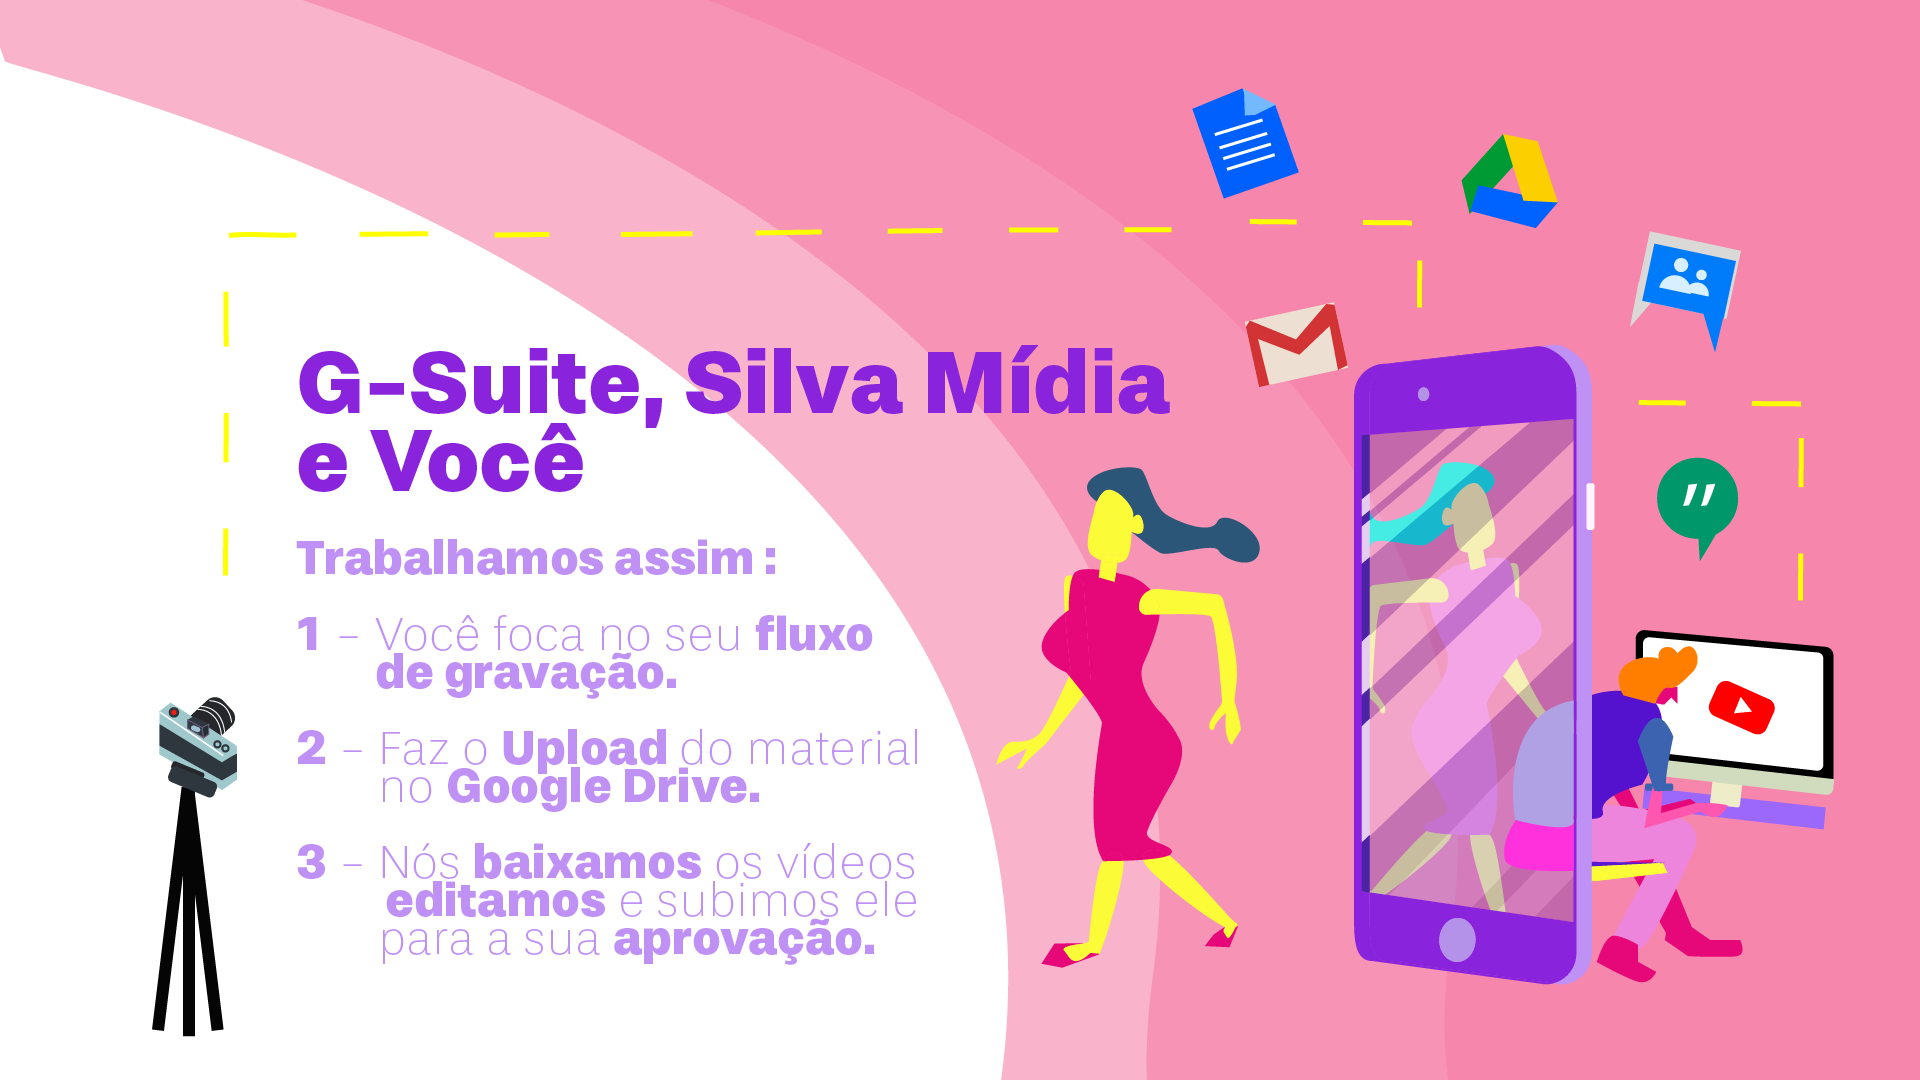 G-Suite, Silva Mídia
e Você
Trabalhamos assim :
1 – Você foca no seu fluxo
de gravação.
2 – Faz o Upload do material
no Google Drive.
3 – Nós baixamos os vídeos
editamos e subimos ele
para a sua aprovação.